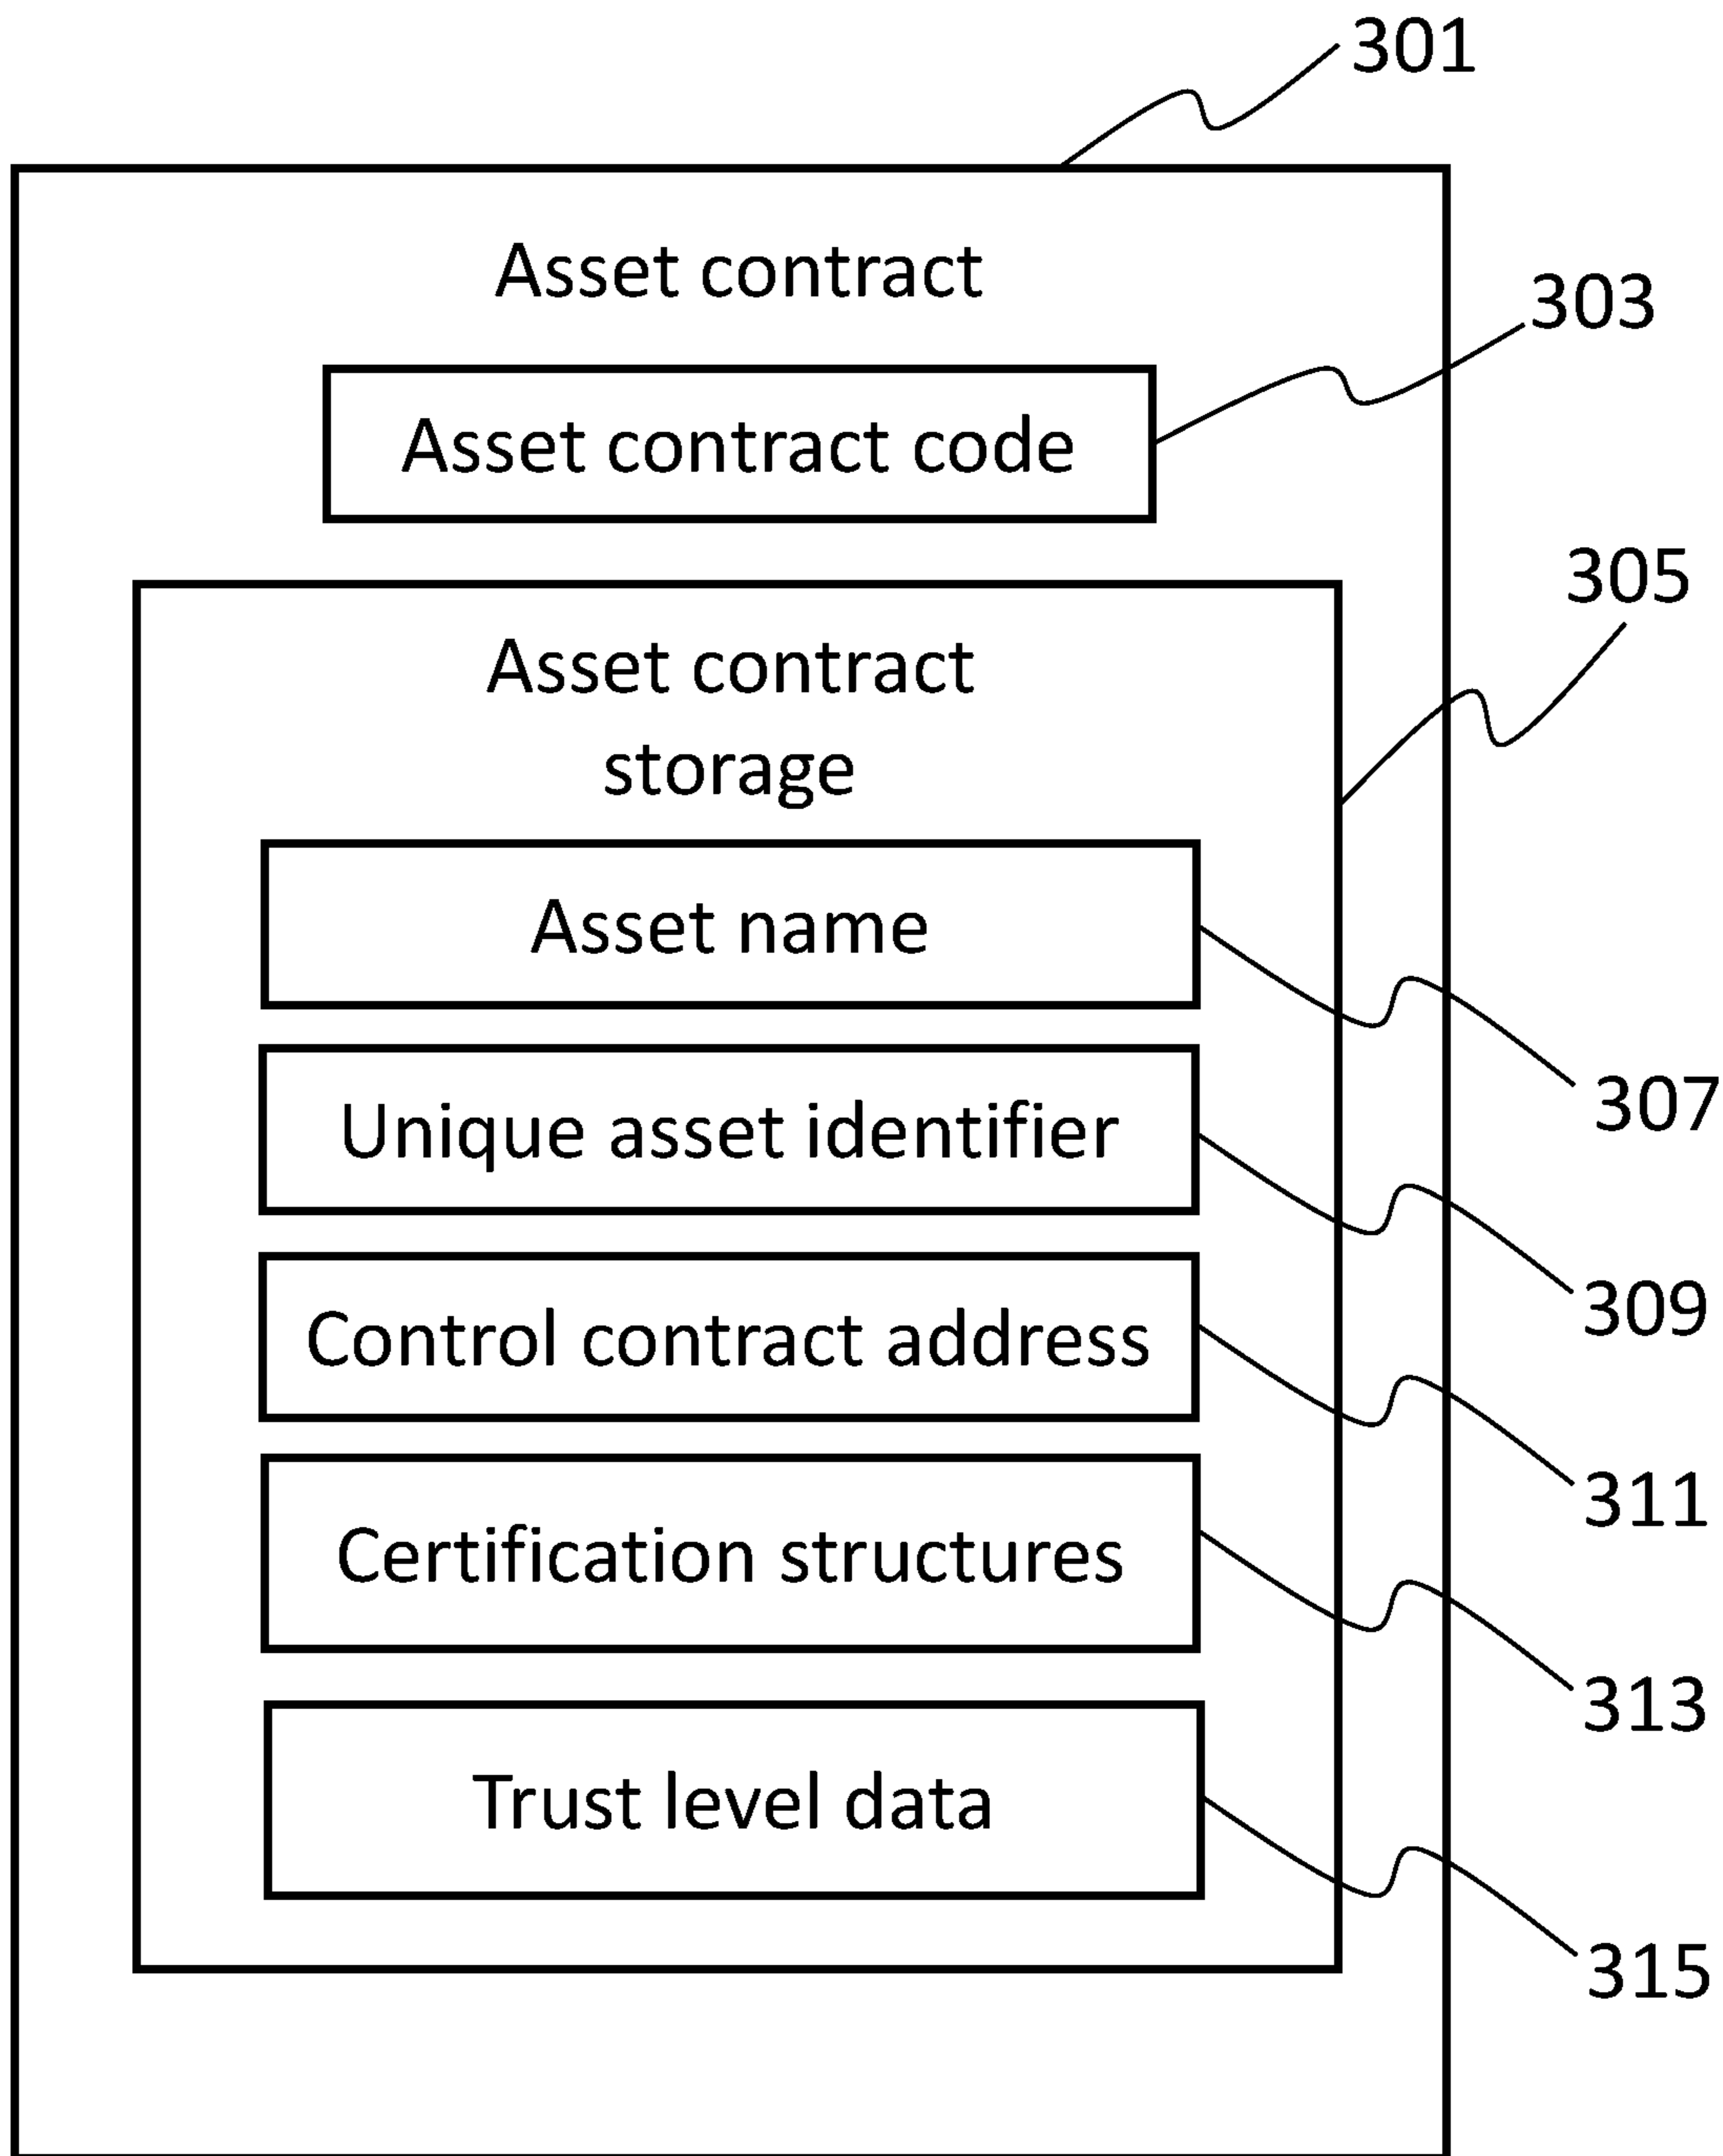 301
Asset contract
303
Asset contract code
305
Asset contract
storage
Asset name
307
Unique asset identifier
309
Control contract address
311
Certification structures
313
Trust level data
315